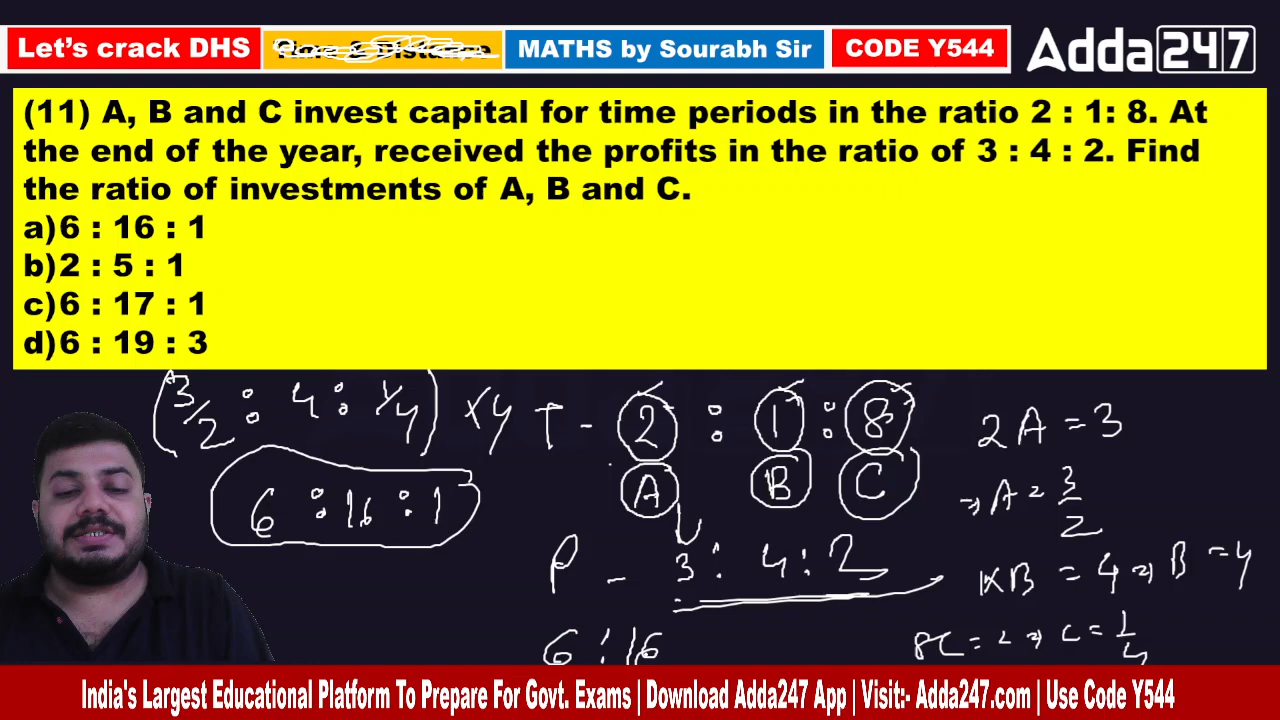 Let's crack DHS
MATHS by Sourabh Sir
CODE Y544
Adda247
(11) A, B and C invest capital for time periods in the ratio 2 : 1: 8. At
the end of the year, received the profits in the ratio of 3 : 4 : 2. Find
the ratio of investments of A, B and C.
a)6 : 16 : 1
b)2 : 5 : 1
c)6 : 17 : 1
d)6 : 19 : 3
(3/2 : 4 : 1/4) x4
T - 2 : 1 : 8
2A = 3
6 : 16 : 1
A B C
⇒ A = 3/2
P - 3 : 4 : 2
1xB = 4 ⇒ B = 4
6 : 16
8C = 2 ⇒ C = 1/4
India's Largest Educational Platform To Prepare For Govt. Exams | Download Adda247 App | Visit:- Adda247.com | Use Code Y544